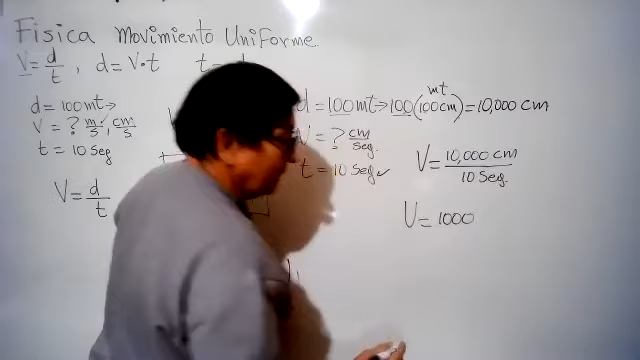 Fisica Movimiento Uniforme
V = d/t , d = V·t t =
d = 100 mt →
V = ? m/s, cm/s
t = 10 Seg
V = d/t
d = 100 mt → 100 (100 cm) = 10,000 cm
mt
V = ? cm/seg.
t = 10 Seg ✓
V = 10,000 cm / 10 Seg.
V = 1000